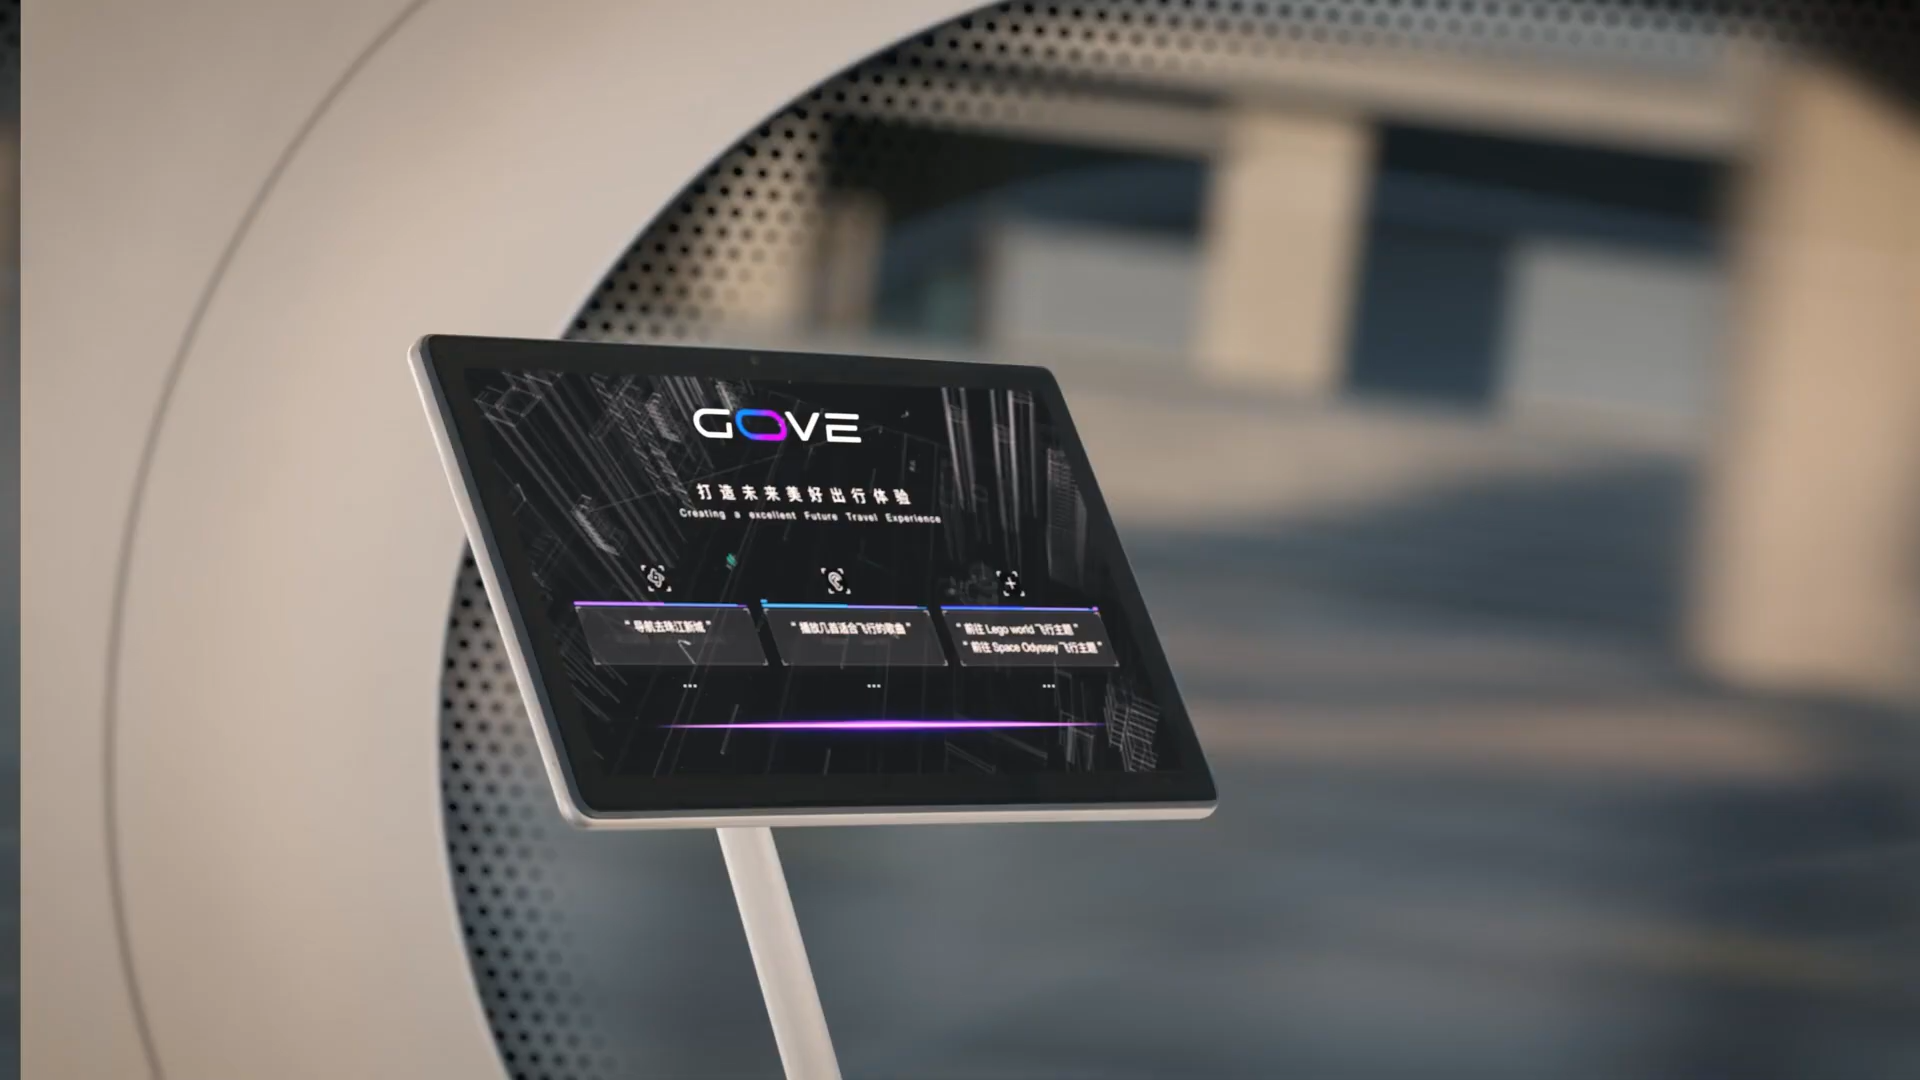 GOVE
打造未来美好出行体验
Creating a excellent Future Travel Experience
“导航去珠江新城”
“播放几首适合飞行的歌曲”
“前往 Lego world 飞行主题”
“前往 Space Odyssey 飞行主题”
...
...
...